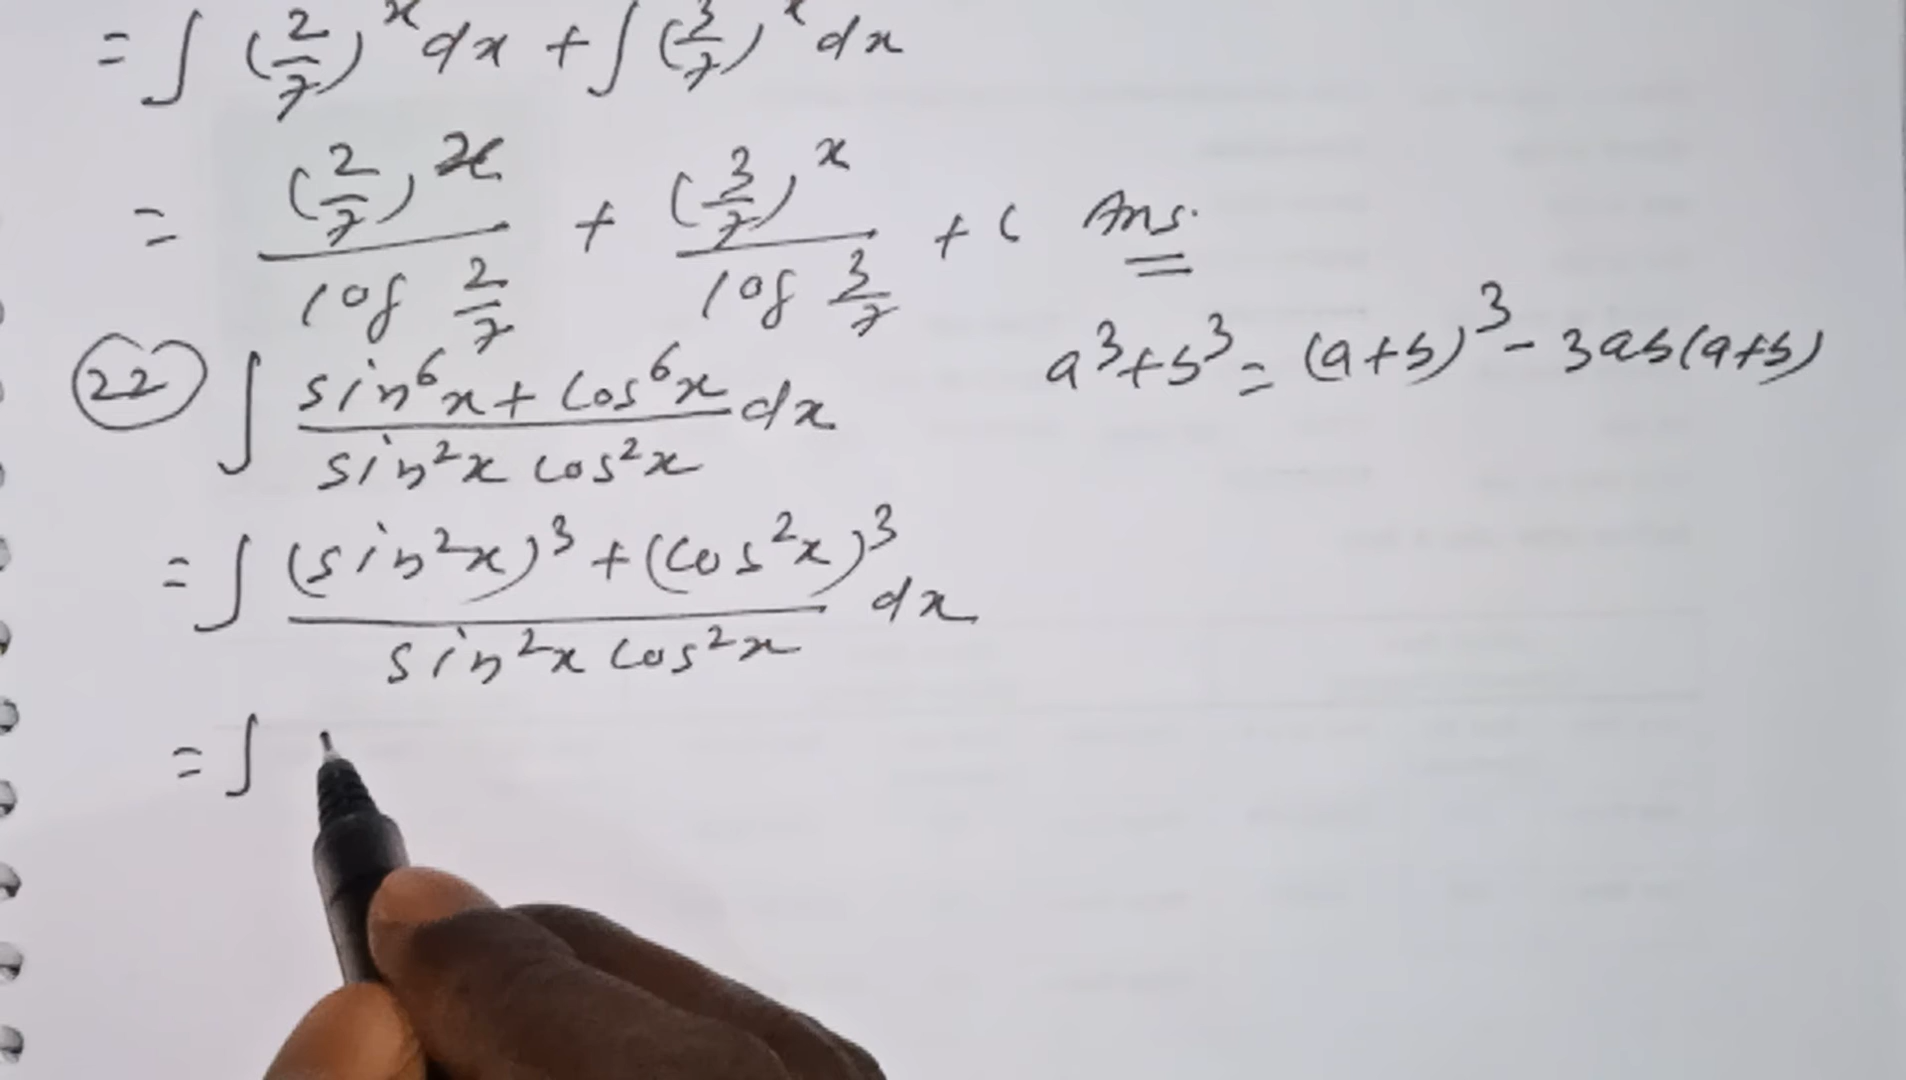 = ∫ (2/7)^x dx + ∫ (3/7)^x dx
= (2/7)^x / log 2/7 + (3/7)^x / log 3/7 + c Ans.
a³+b³ = (a+b)³ - 3ab(a+b)
(22) ∫ (sin⁶x + cos⁶x) / (sin²x cos²x) dx
= ∫ ((sin²x)³ + (cos²x)³) / (sin²x cos²x) dx
= ∫